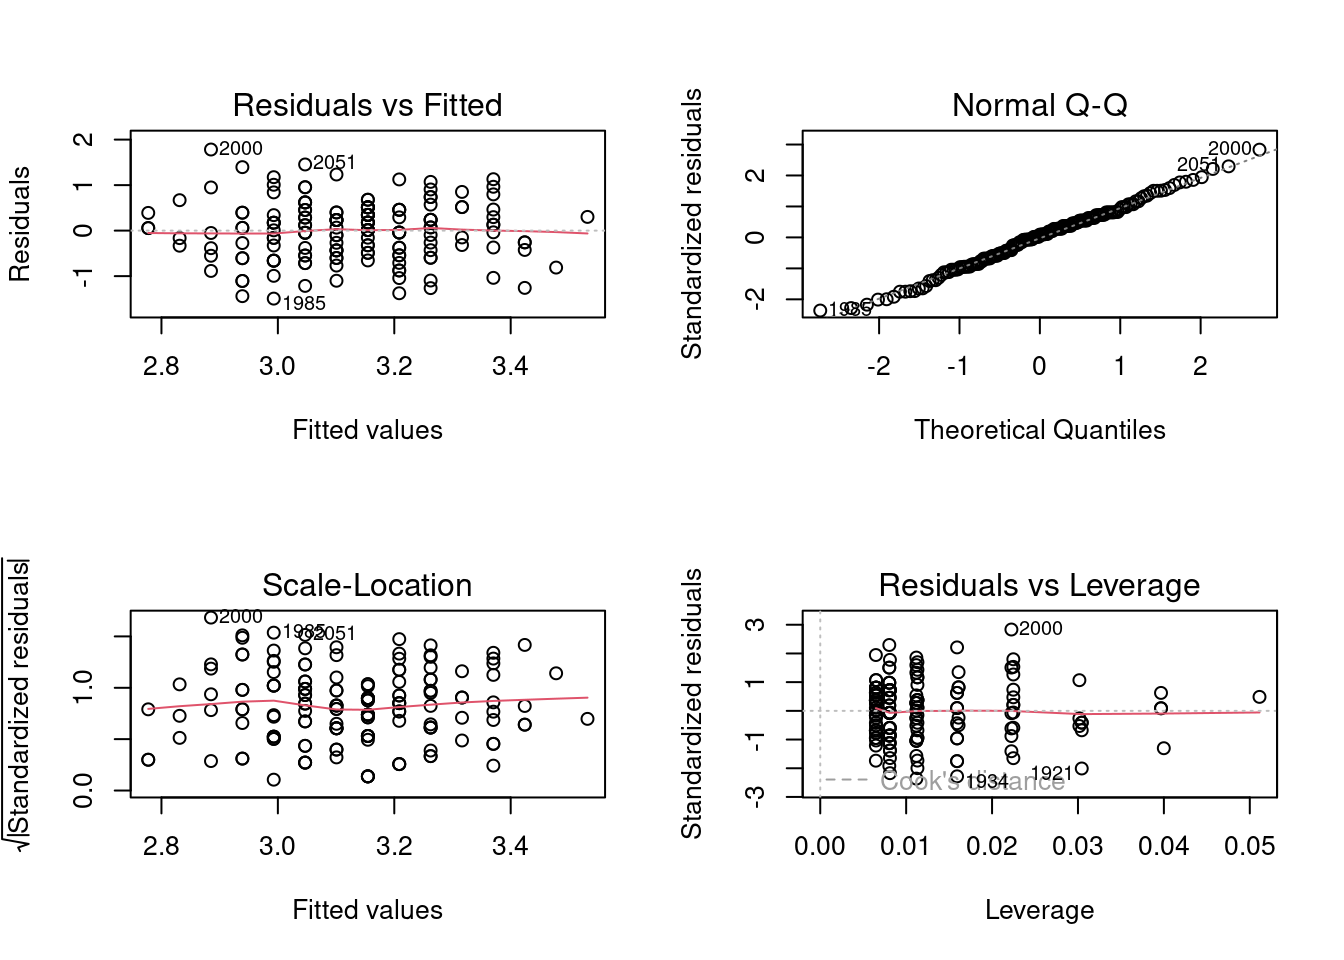 Residuals vs Fitted
Residuals
2
1
0
-1
2000
2051
1985
2.8 3.0 3.2 3.4
Fitted values
Normal Q-Q
Standardized residuals
2
0
-2
2000
2051
1985
-2 -1 0 1 2
Theoretical Quantiles
Scale-Location
√|Standardized residuals|
1.0
0.0
2000
1985
2051
2.8 3.0 3.2 3.4
Fitted values
Residuals vs Leverage
Standardized residuals
3
1
-1
-3
2000
1921
1934
Cook's distance
0.00 0.01 0.02 0.03 0.04 0.05
Leverage